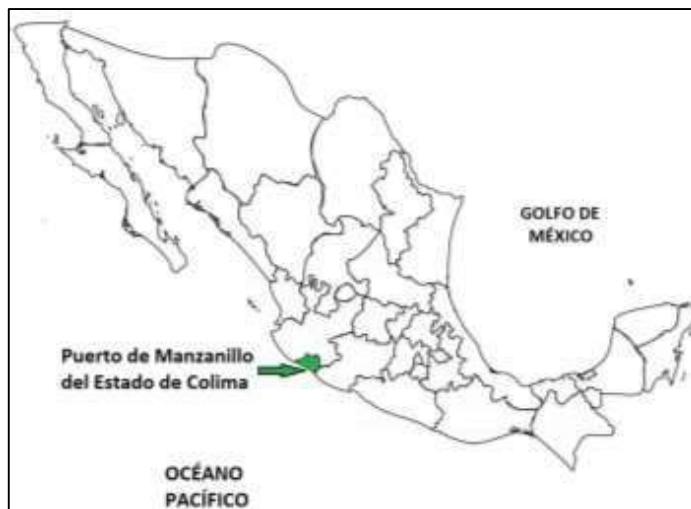 GOLFO DE
MÉXICO
Puerto de Manzanillo
del Estado de Colima
OCÉANO
PACÍFICO